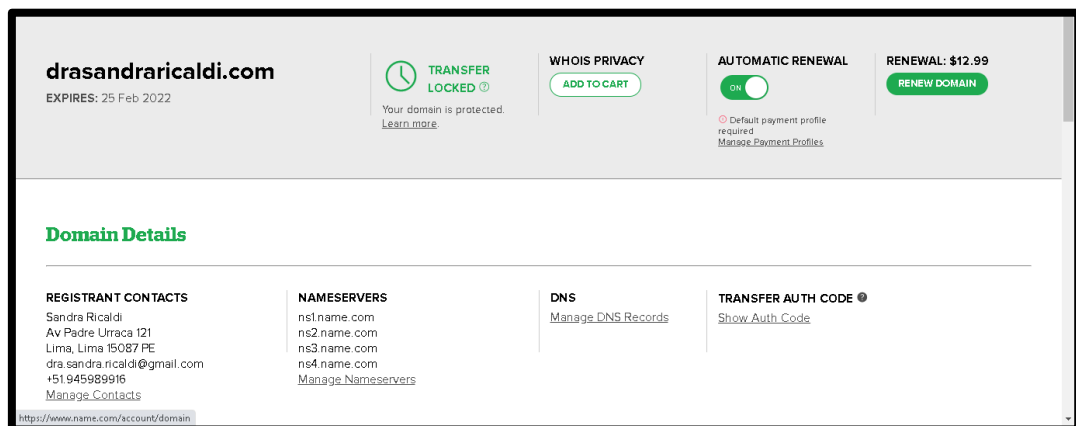 drasandraricaldi.com
EXPIRES: 25 Feb 2022
TRANSFER
LOCKED
Your domain is protected.
Learn more.
WHOIS PRIVACY
ADD TO CART
AUTOMATIC RENEWAL
ON
Default payment profile
required
Manage Payment Profiles
RENEWAL: $12.99
RENEW DOMAIN
Domain Details
REGISTRANT CONTACTS
Sandra Ricaldi
Av Padre Urraca 121
Lima, Lima 15087 PE
dra.sandra.ricaldi@gmail.com
+51.945989916
Manage Contacts
NAMESERVERS
ns1.name.com
ns2.name.com
ns3.name.com
ns4.name.com
Manage Nameservers
DNS
Manage DNS Records
TRANSFER AUTH CODE
Show Auth Code
https://www.name.com/account/domain